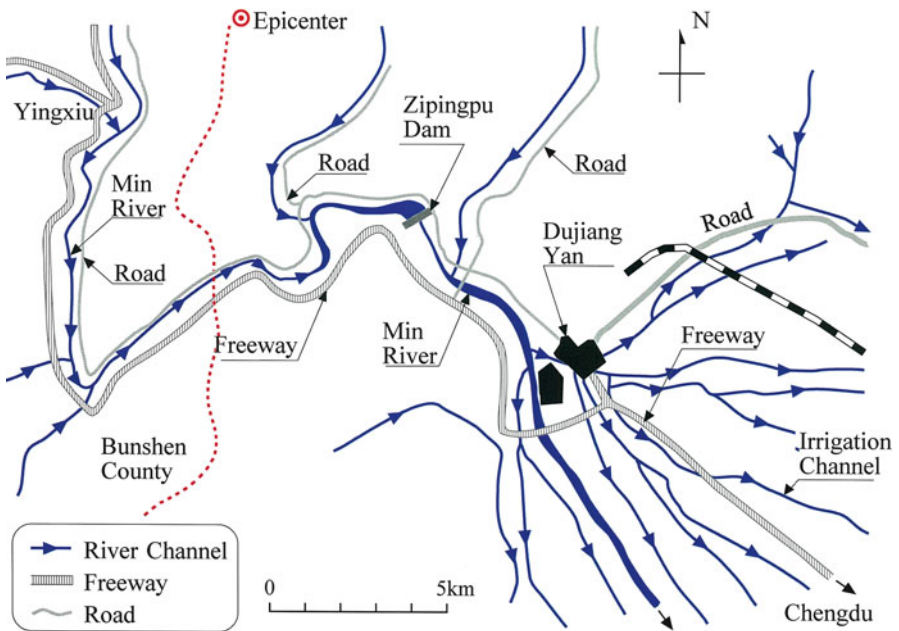 Epicenter
N
Yingxiu
Zipingpu
Dam
Road
Road
Min
River
Road
Dujiang
Yan
Road
Freeway
Min
River
Freeway
Bunshen
County
Irrigation
Channel
River Channel
Freeway
Road
0
5km
Chengdu